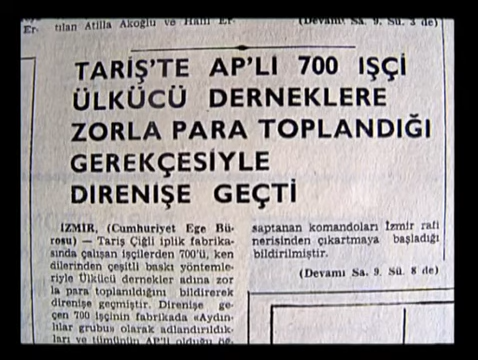 tılan Atilla Akoğlu ve Halil Er-
(Devamı Sa. 9. Sü. 3 de)
TARİŞ'TE AP'Lİ 700 IŞÇİ
ÜLKÜCÜ DERNEKLERE
ZORLA PARA TOPLANDIĞI
GEREKÇESİYLE
DİRENİŞE GEÇTİ
İZMİR, (Cumhuriyet Ege Bü-
rosu) — Tariş Çiğli iplik fabrika-
sında çalışan işçilerden 700'ü, ken
dilerinden çeşitli baskı yöntemle-
riyle Ülkücü dernekler adına zor
la para toplanıldığını bildirerek
direnişe geçmiştir. Direnişe ge-
çen 700 işçinin fabrikada «Aydın-
lılar grubu» olarak adlandırıldık-
ları ve tümünün AP'li olduğu öğ-
saptanan komandoları İzmir rafi
nerisinden çıkartmaya başladığı
bildirilmiştir.
(Devamı Sa. 9. Sü. 8 de)